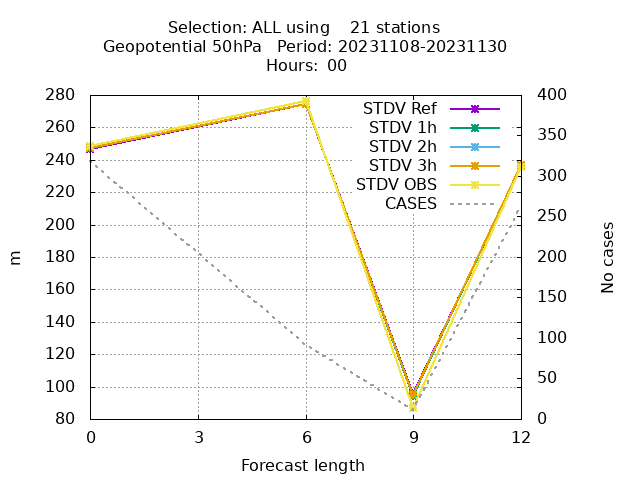 Selection: ALL using 21 stations
Geopotential 50hPa Period: 20231108-20231130
Hours: 00
280
260
240
220
200
180
160
140
120
100
80
m
STDV Ref
STDV 1h
STDV 2h
STDV 3h
STDV OBS
CASES
400
350
300
250
200
150
100
50
0
No cases
0 3 6 9 12
Forecast length